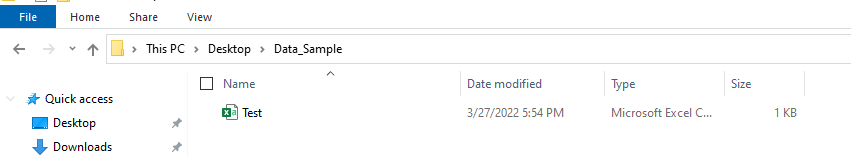 File Home Share View
This PC > Desktop > Data_Sample
Name Date modified Type Size
Quick access
Test 3/27/2022 5:54 PM Microsoft Excel C... 1 KB
Desktop
Downloads